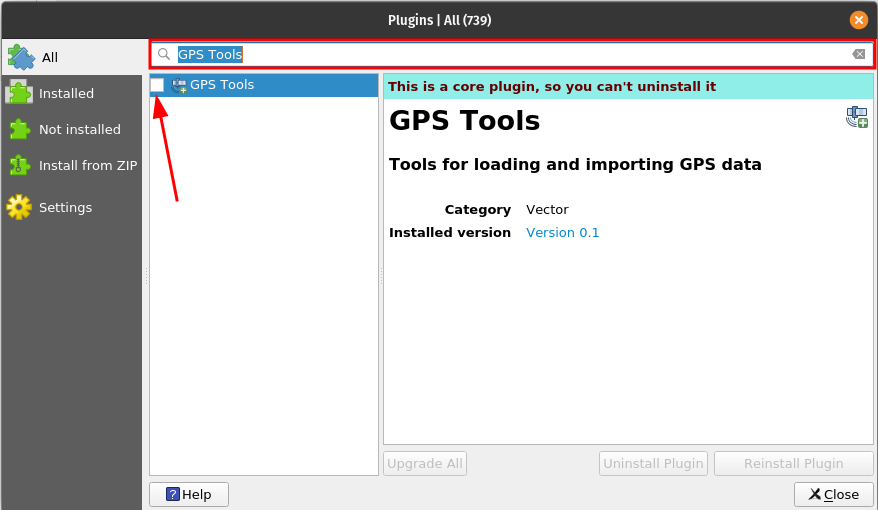 Plugins | All (739)
All
Installed
Not installed
Install from ZIP
Settings
GPS Tools
GPS Tools
This is a core plugin, so you can't uninstall it
GPS Tools
Tools for loading and importing GPS data
Category Vector
Installed version Version 0.1
Upgrade All Uninstall Plugin Reinstall Plugin
? Help Close